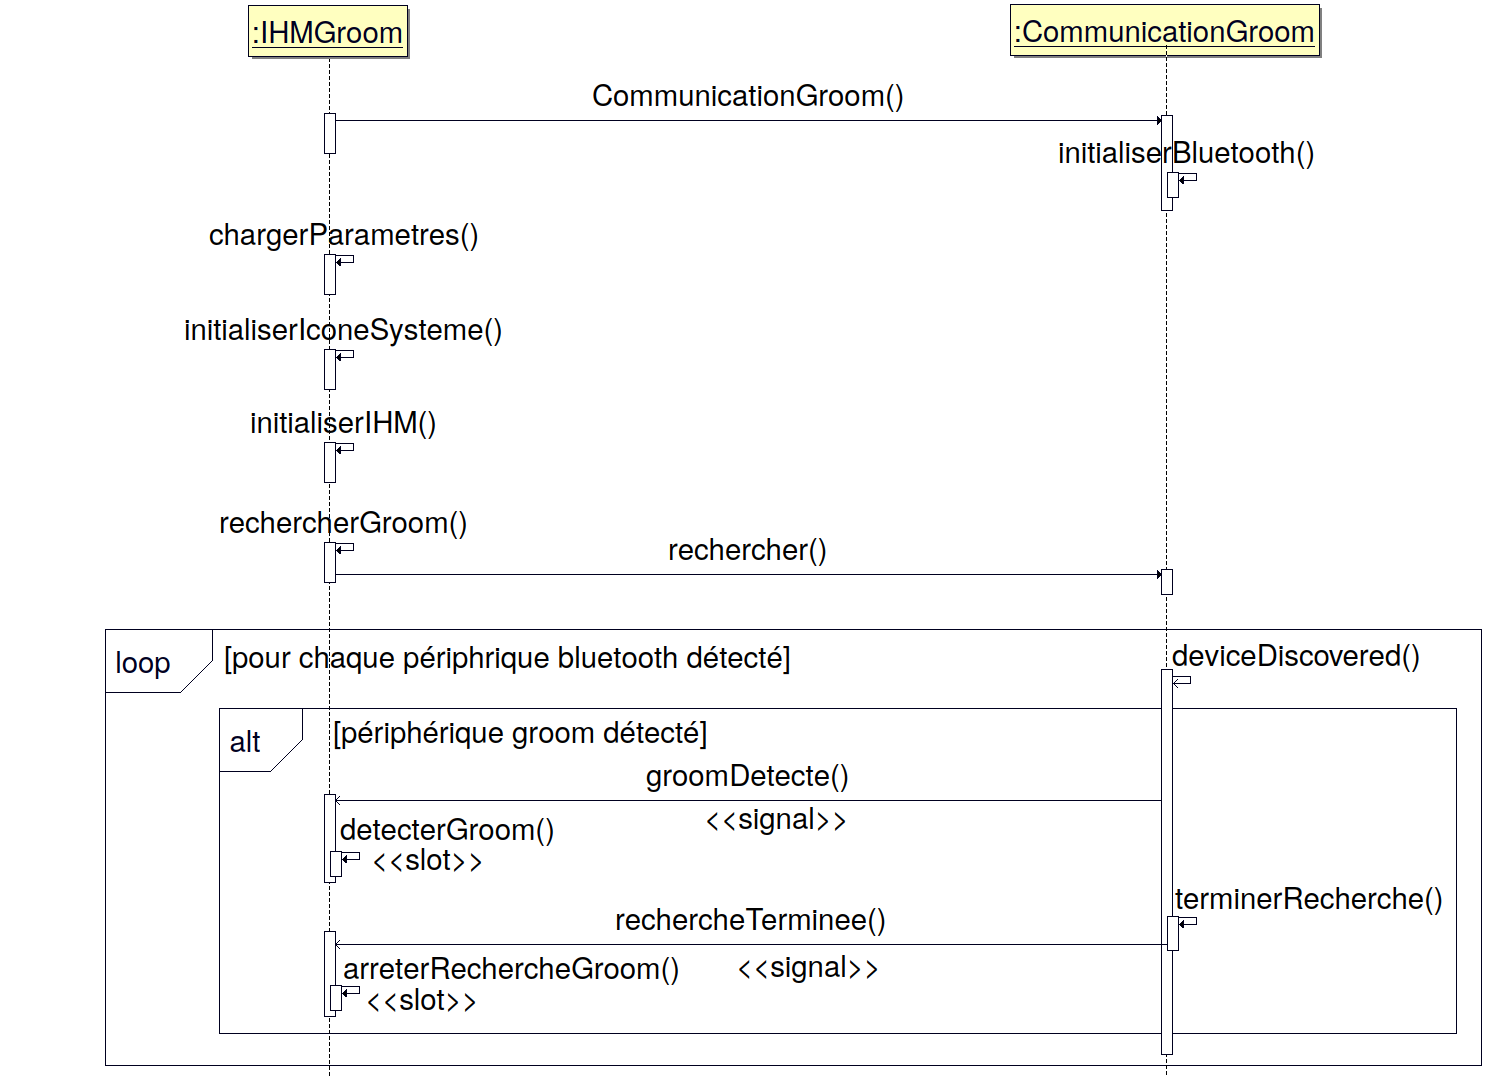 :IHMGroom
:CommunicationGroom
CommunicationGroom()
initialiserBluetooth()
chargerParametres()
initialiserIconeSysteme()
initialiserIHM()
rechercherGroom()
rechercher()
loop
[pour chaque périphrique bluetooth détecté]
deviceDiscovered()
alt
[périphérique groom détecté]
groomDetecte()
<<signal>>
detecterGroom()
<<slot>>
terminerRecherche()
rechercheTerminee()
<<signal>>
arreterRechercheGroom()
<<slot>>